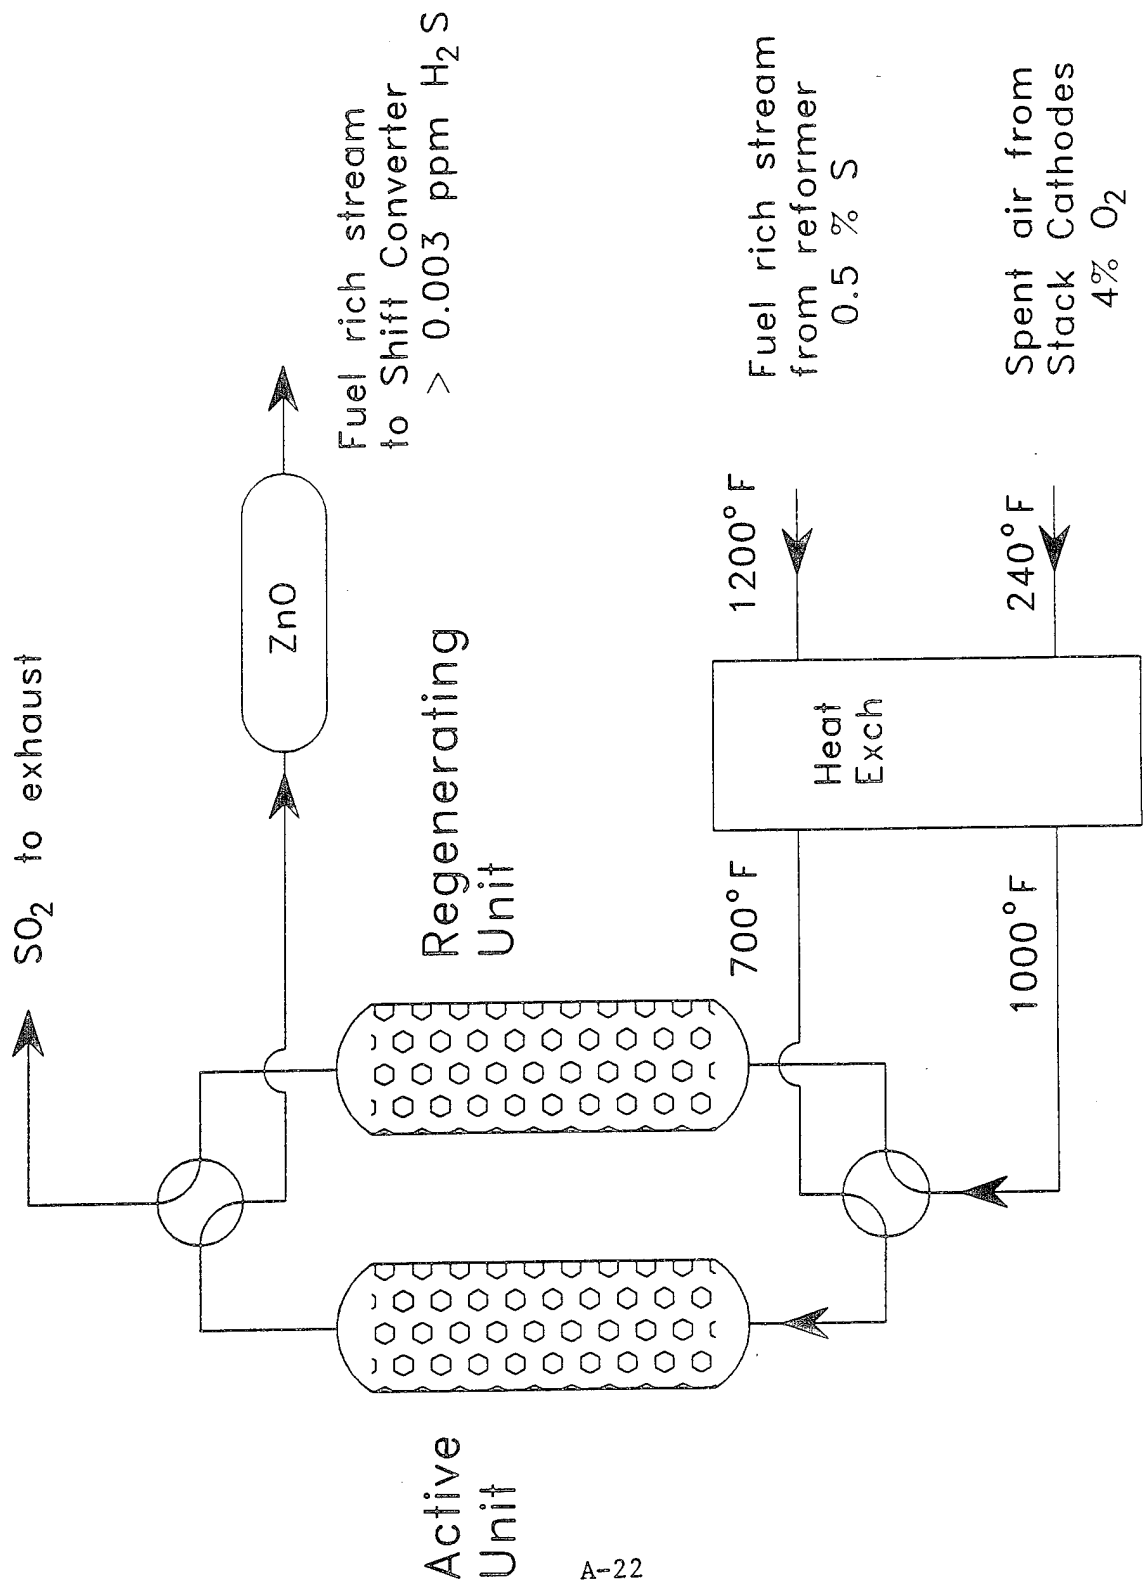 SO2 to exhaust
ZnO
Fuel rich stream
to Shift Converter
> 0.003 ppm H2S
Active
Unit
Regenerating
Unit
700°F
1200°F
Fuel rich stream
from reformer
0.5 % S
Heat
Exch
1000°F
240°F
Spent air from
Stack Cathodes
4% O2
A-22